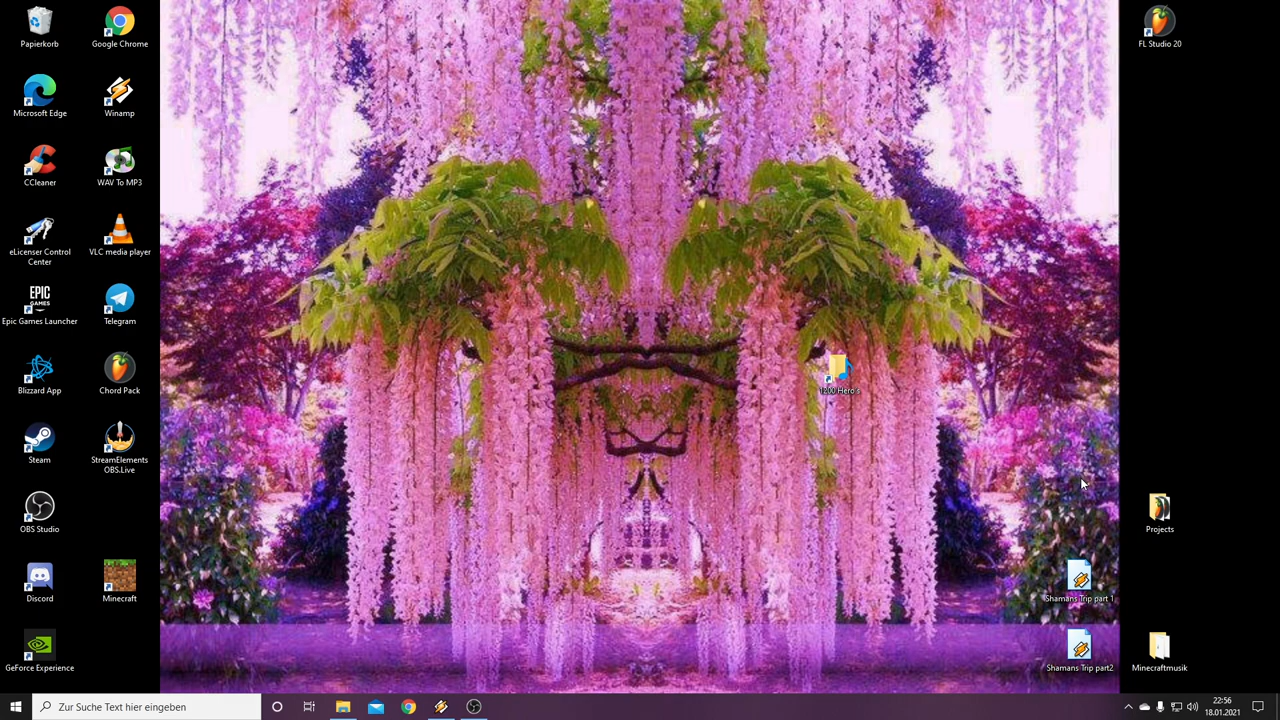 Papierkorb
Google Chrome
FL Studio 20
Microsoft Edge
Winamp
CCleaner
WAV To MP3
eLicenser Control
Center
VLC media player
EPIC
GAMES
Epic Games Launcher
Telegram
Blizzard App
Chord Pack
1200 Hero's
Steam
StreamElements
OBS.Live
OBS Studio
Projects
Discord
Minecraft
Shamans Trip part 1
GeForce Experience
Shamans Trip part2
Minecraftmusik
Zur Suche Text hier eingeben
22:56
18.01.2021